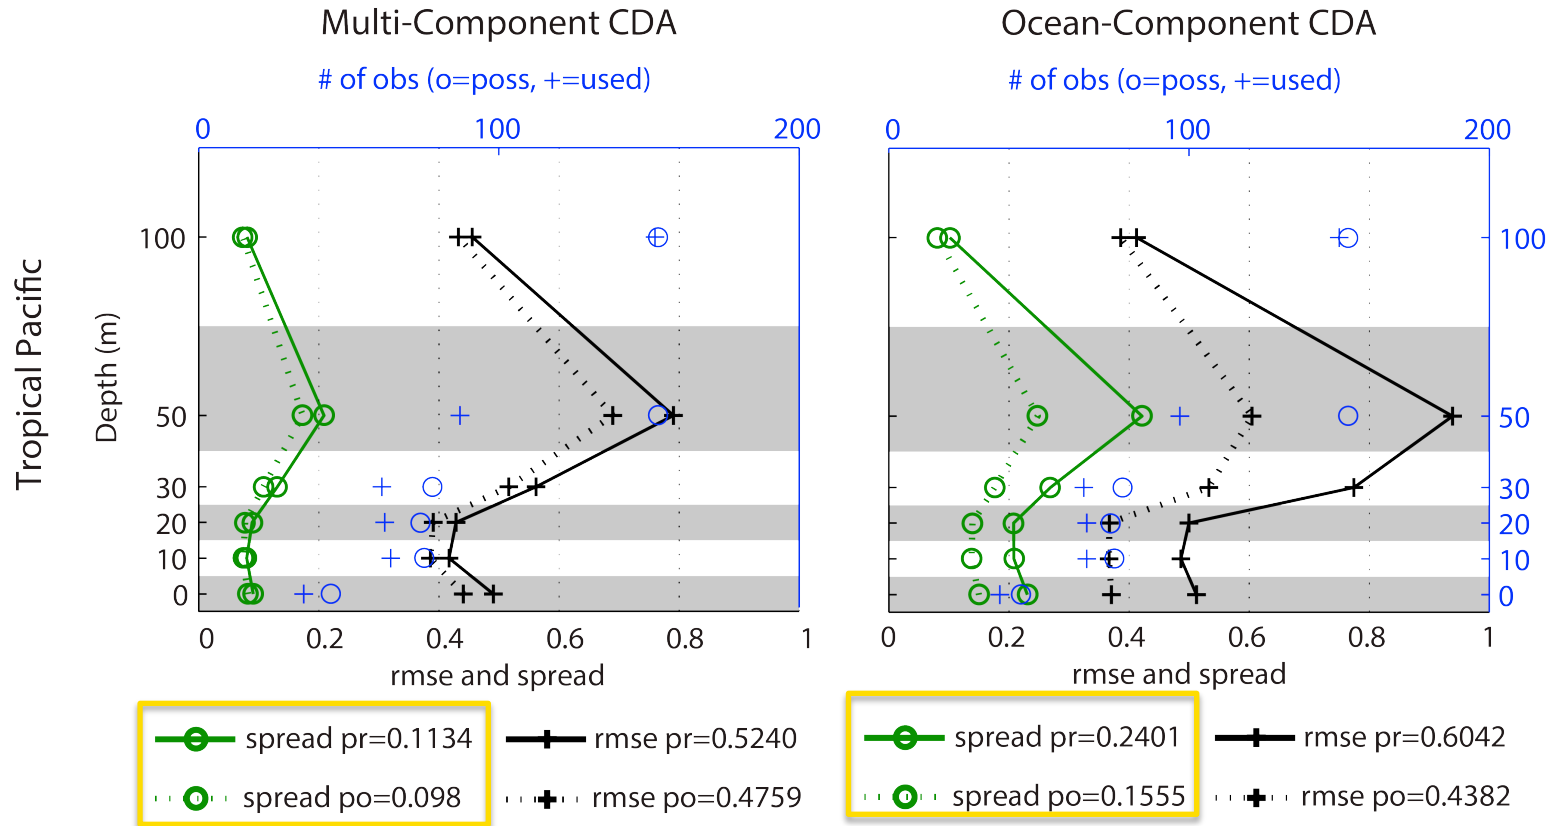 Multi-Component CDA
# of obs (o=poss, +=used)
0 100 200
Tropical Pacific
Depth (m)
100
50
30
20
10
0
0 0.2 0.4 0.6 0.8 1
rmse and spread
spread pr=0.1134
rmse pr=0.5240
spread po=0.098
rmse po=0.4759
Ocean-Component CDA
# of obs (o=poss, +=used)
0 100 200
100
50
30
20
10
0
0 0.2 0.4 0.6 0.8 1
rmse and spread
spread pr=0.2401
rmse pr=0.6042
spread po=0.1555
rmse po=0.4382